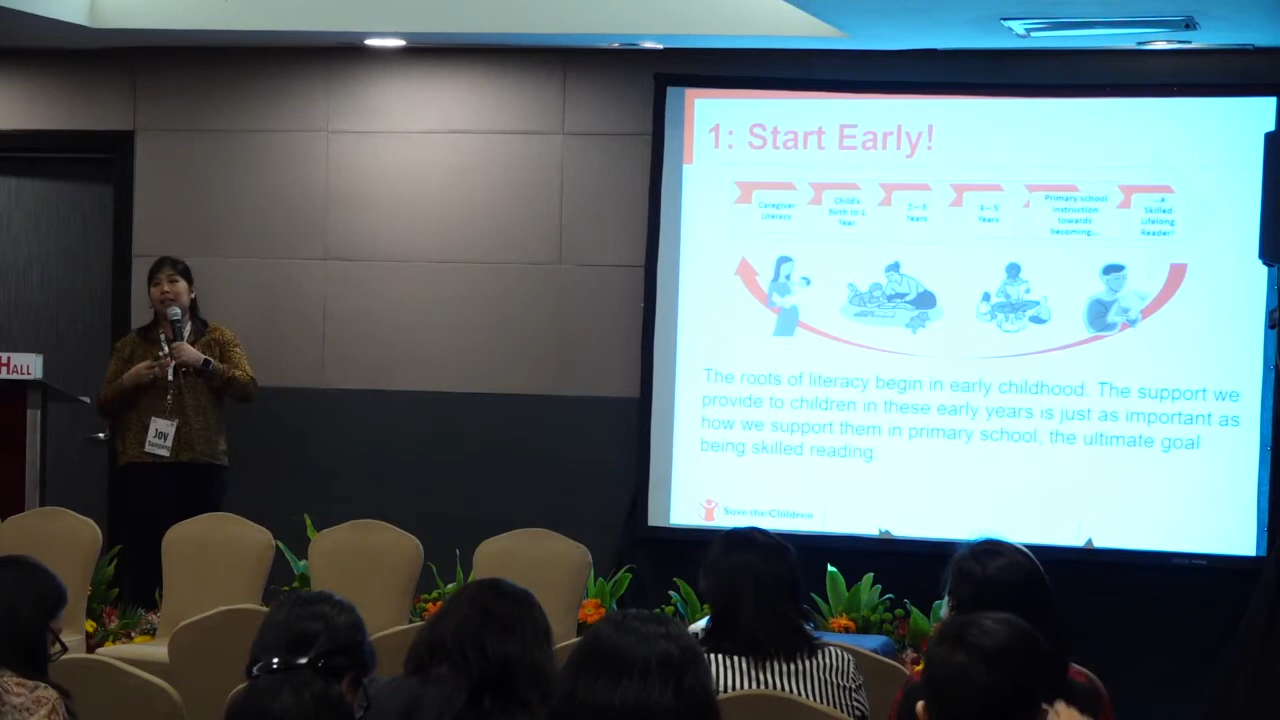 1: Start Early!
Caregiver
Literacy
Child's
Birth to 1
Year
Years
4 – 5
Years
Primary school
instruction
towards
becoming...
...a
Skilled
Lifelong
Reader!
The roots of literacy begin in early childhood. The support we
provide to children in these early years is just as important as
how we support them in primary school, the ultimate goal
being skilled reading.
Save the Children
HALL
Joy